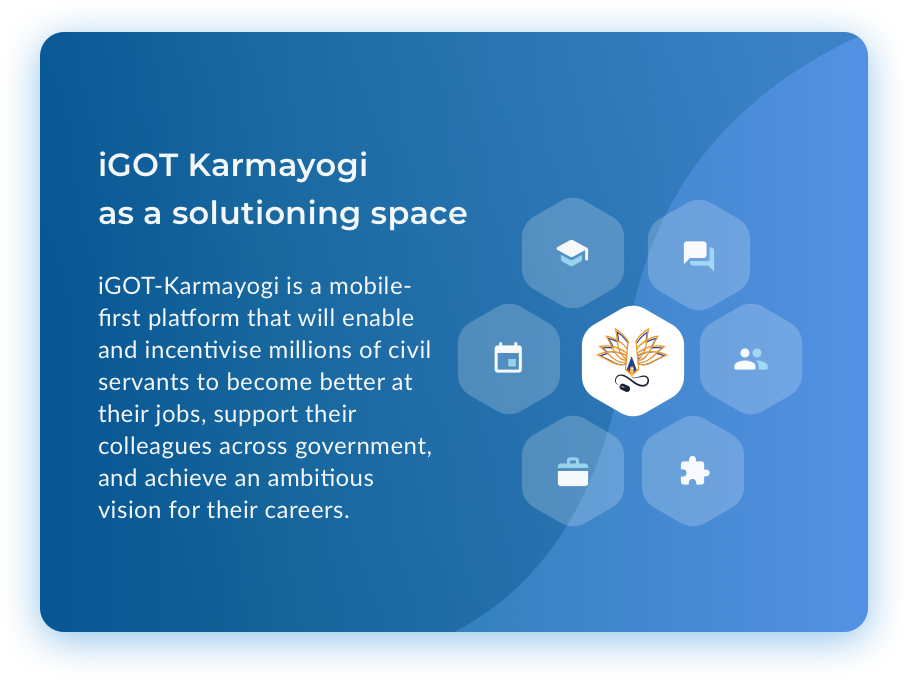 iGOT Karmayogi
as a solutioning space
iGOT-Karmayogi is a mobile-
first platform that will enable
and incentivise millions of civil
servants to become better at
their jobs, support their
colleagues across government,
and achieve an ambitious
vision for their careers.